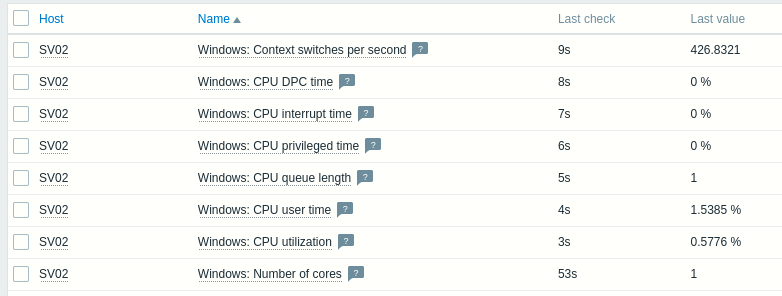 Host Name Last check Last value
SV02 Windows: Context switches per second ? 9s 426.8321
SV02 Windows: CPU DPC time ? 8s 0 %
SV02 Windows: CPU interrupt time ? 7s 0 %
SV02 Windows: CPU privileged time ? 6s 0 %
SV02 Windows: CPU queue length ? 5s 1
SV02 Windows: CPU user time ? 4s 1.5385 %
SV02 Windows: CPU utilization ? 3s 0.5776 %
SV02 Windows: Number of cores ? 53s 1